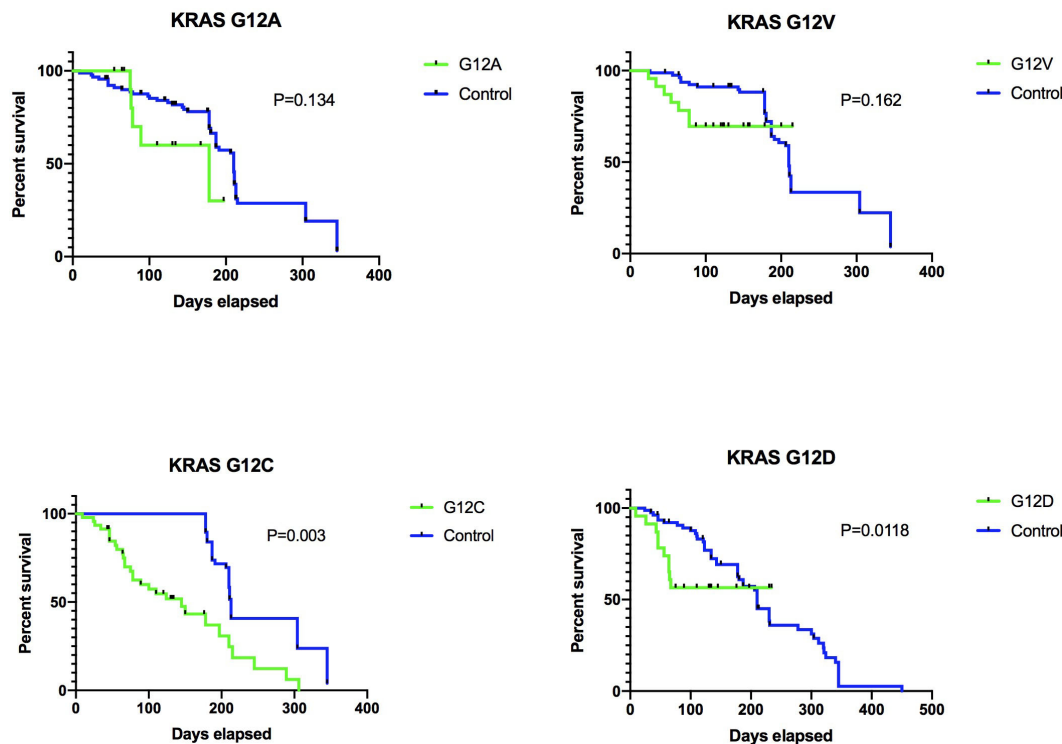 KRAS G12A
G12A
Control
P=0.134
Percent survival
100
50
0
0 100 200 300 400
Days elapsed
KRAS G12V
G12V
Control
P=0.162
Percent survival
100
50
0
0 100 200 300 400
Days elapsed
KRAS G12C
G12C
Control
P=0.003
Percent survival
100
50
0
0 100 200 300 400
Days elapsed
KRAS G12D
G12D
Control
P=0.0118
Percent survival
100
50
0
0 100 200 300 400 500
Days elapsed